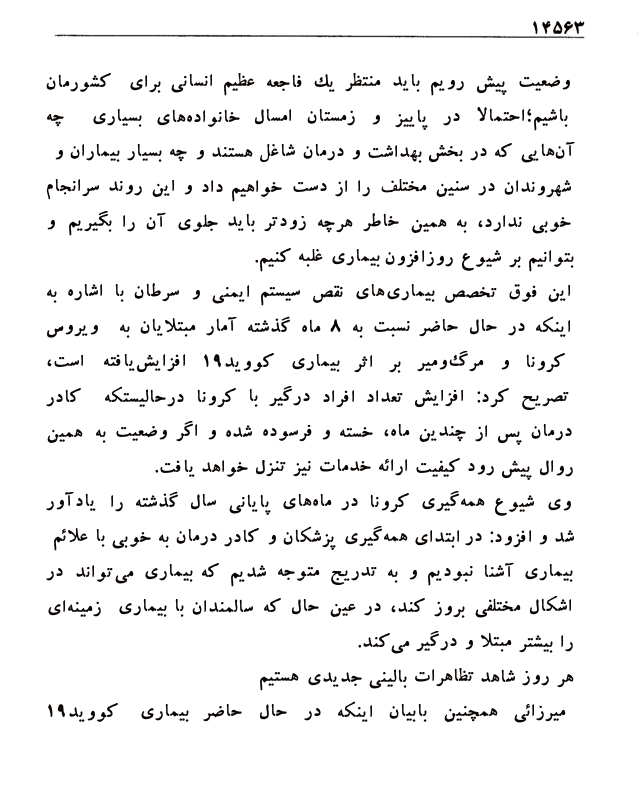 ۱۴۵۶۳
وضعیت پیش رویم باید منتظر یك فاجعه عظیم انسانی برای کشورمان
باشیم؛احتمالا در پاییز و زمستان امسال خانواده‌های بسیاری چه
آن‌هایی که در بخش بهداشت و درمان شاغل هستند و چه بسیار بیماران و
شهروندان در سنین مختلف را از دست خواهیم داد و این روند سرانجام
خوبی ندارد، به همین خاطر هرچه زودتر باید جلوی آن را بگیریم و
بتوانیم بر شیوع روزافزون بیماری غلبه کنیم.
این فوق تخصص بیماری‌های نقص سیستم ایمنی و سرطان با اشاره به
اینکه در حال حاضر نسبت به ۸ ماه گذشته آمار مبتلایان به ویروس
کرونا و مرگ‌ومیر بر اثر بیماری کووید۱۹ افزایش‌یافته است،
تصریح کرد: افزایش تعداد افراد درگیر با کرونا درحالیستکه کادر
درمان پس از چندین ماه، خسته و فرسوده شده و اگر وضعیت به همین
روال پیش رود کیفیت ارائه خدمات نیز تنزل خواهد یافت.
وی شیوع همه‌گیری کرونا در ماه‌های پایانی سال گذشته را یادآور
شد و افزود: در ابتدای همه‌گیری پزشکان و کادر درمان به خوبی با علائم
بیماری آشنا نبودیم و به تدریج متوجه شدیم که بیماری می‌تواند در
اشکال مختلفی بروز کند، در عین حال که سالمندان با بیماری زمینه‌ای
را بیشتر مبتلا و درگیر می‌کند.
هر روز شاهد تظاهرات بالینی جدیدی هستیم
میرزائی همچنین بابیان اینکه در حال حاضر بیماری کووید۱۹